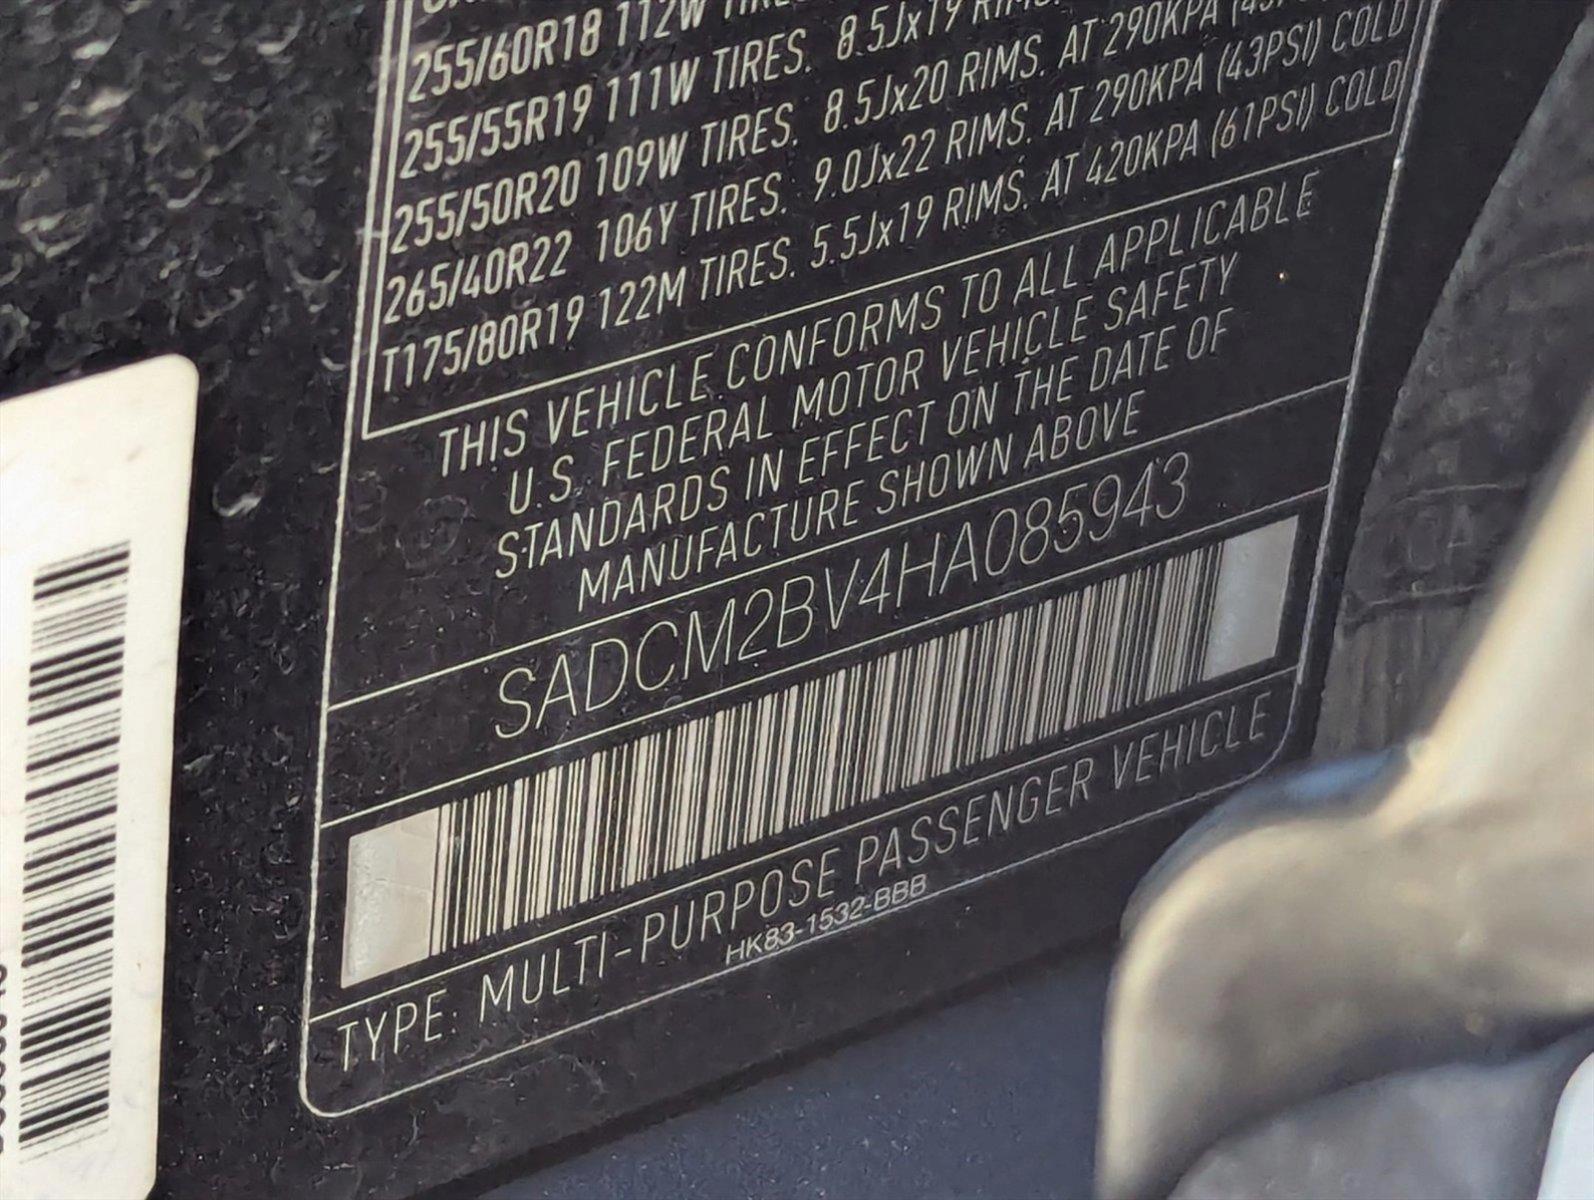 255/60R18 112W
255/55R19 111W TIRES. 8.5Jx19 RIMS.
255/50R20 109W TIRES. 8.5Jx20 RIMS. AT 290KPA
265/40R22 106Y TIRES. 9.0Jx22 RIMS. AT 290KPA (43PSI) COLD
T175/80R19 122M TIRES. 5.5Jx19 RIMS. AT 420KPA (61PSI) COLD
THIS VEHICLE CONFORMS TO ALL APPLICABLE
U.S. FEDERAL MOTOR VEHICLE SAFETY
STANDARDS IN EFFECT ON THE DATE OF
MANUFACTURE SHOWN ABOVE
SADCM2BV4HA085943
TYPE: MULTI-PURPOSE PASSENGER VEHICLE
HK83-1532-BBB